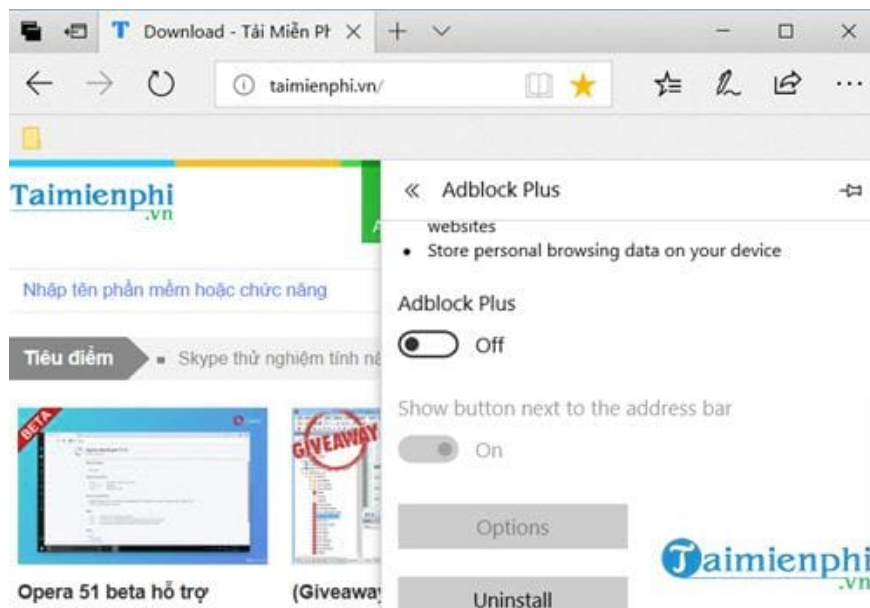 Download - Tải Miễn Ph
taimienphi.vn/
Taimienphi
.vn
A
Nhập tên phần mềm hoặc chức năng
Tiêu điểm
Skype thử nghiệm tính nă
BETA
GIVEAWAY
Opera 51 beta hỗ trợ
(Giveaway
Adblock Plus
websites
• Store personal browsing data on your device
Adblock Plus
Off
Show button next to the address bar
On
Options
Uninstall
Taimienphi
.vn